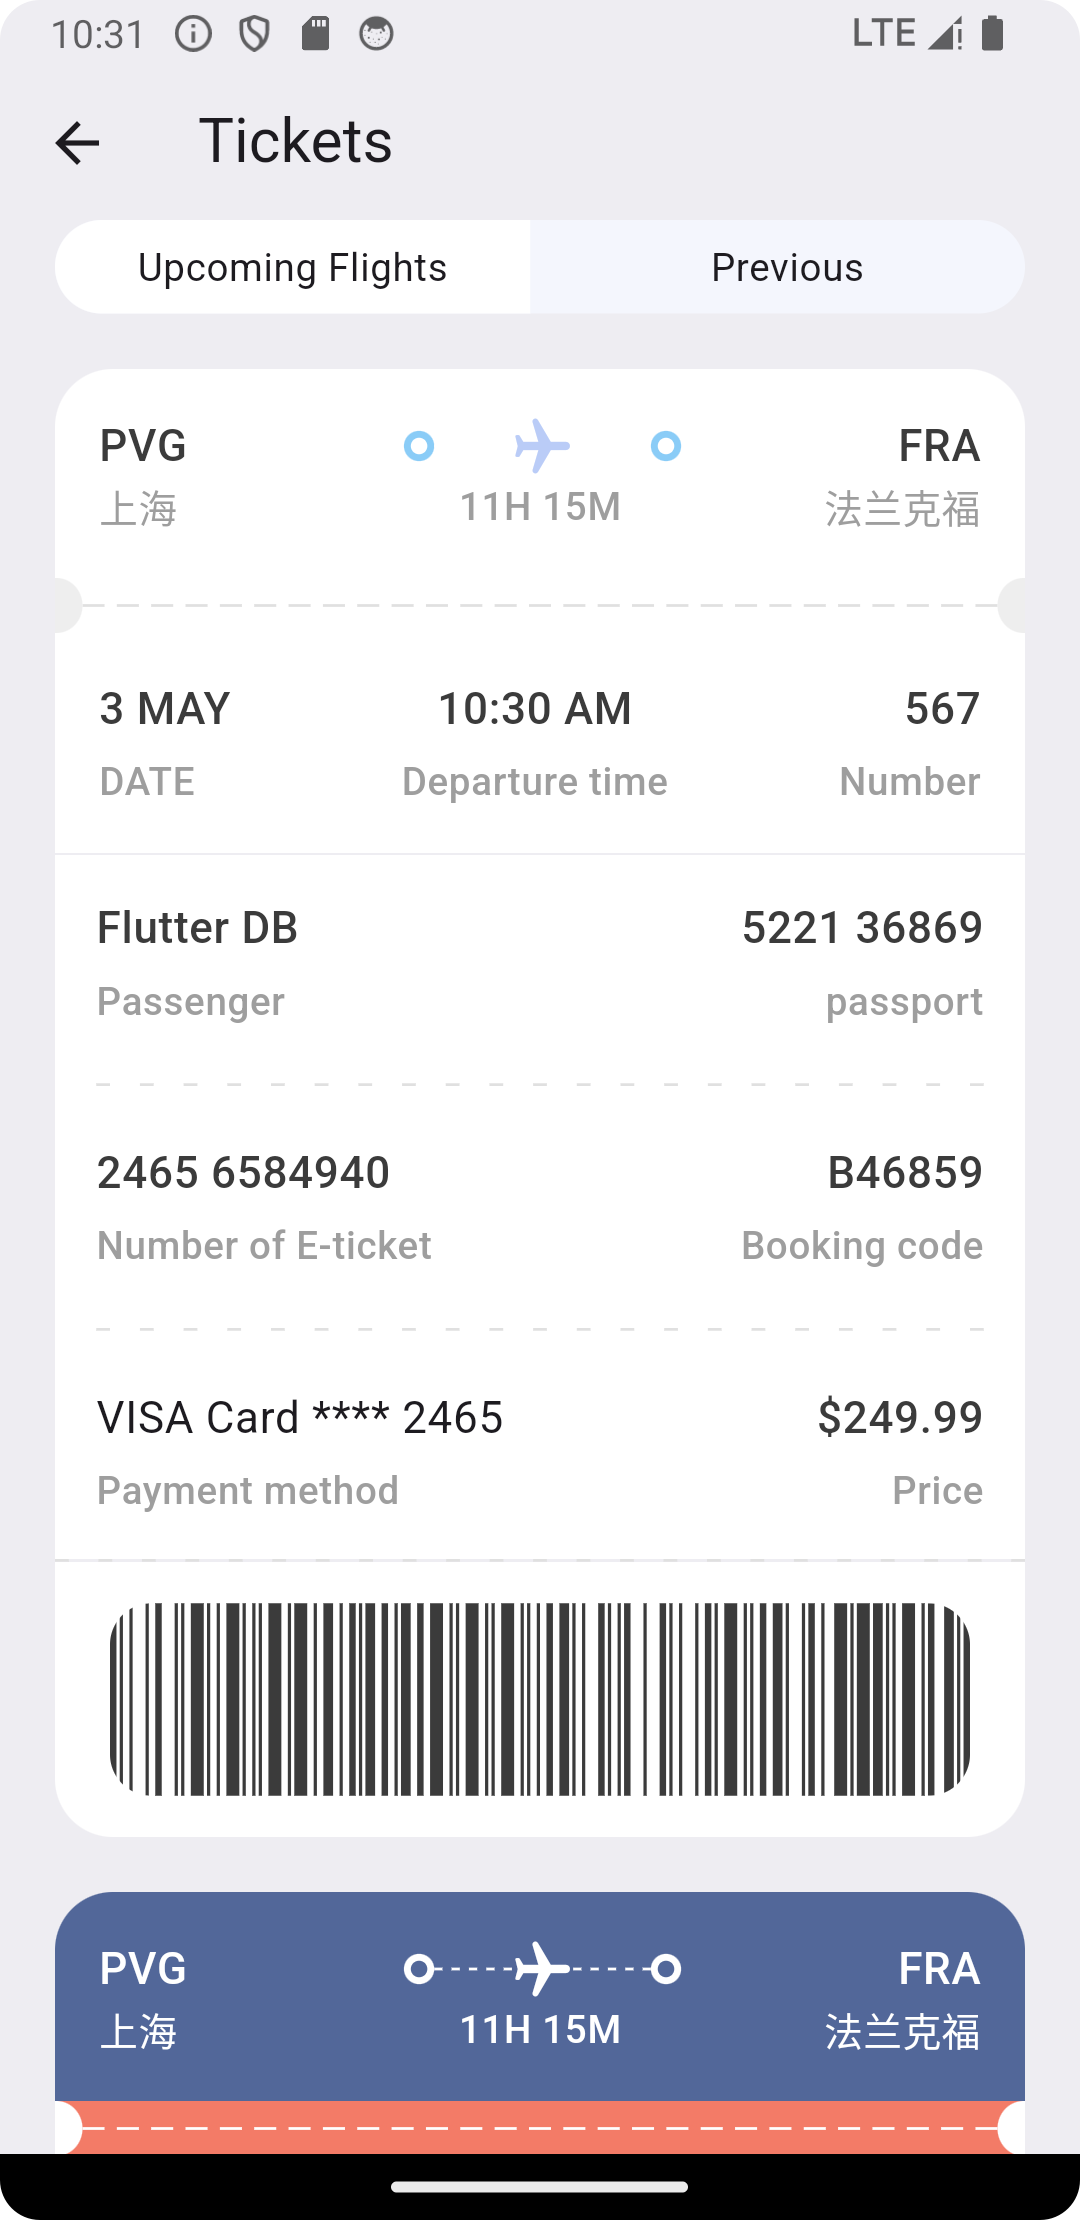 10:31 LTE
Tickets
Upcoming Flights Previous
PVG FRA
上海 11H 15M 法兰克福
3 MAY 10:30 AM 567
DATE Departure time Number
Flutter DB 5221 36869
Passenger passport
2465 6584940 B46859
Number of E-ticket Booking code
VISA Card **** 2465 $249.99
Payment method Price
PVG FRA
上海 11H 15M 法兰克福